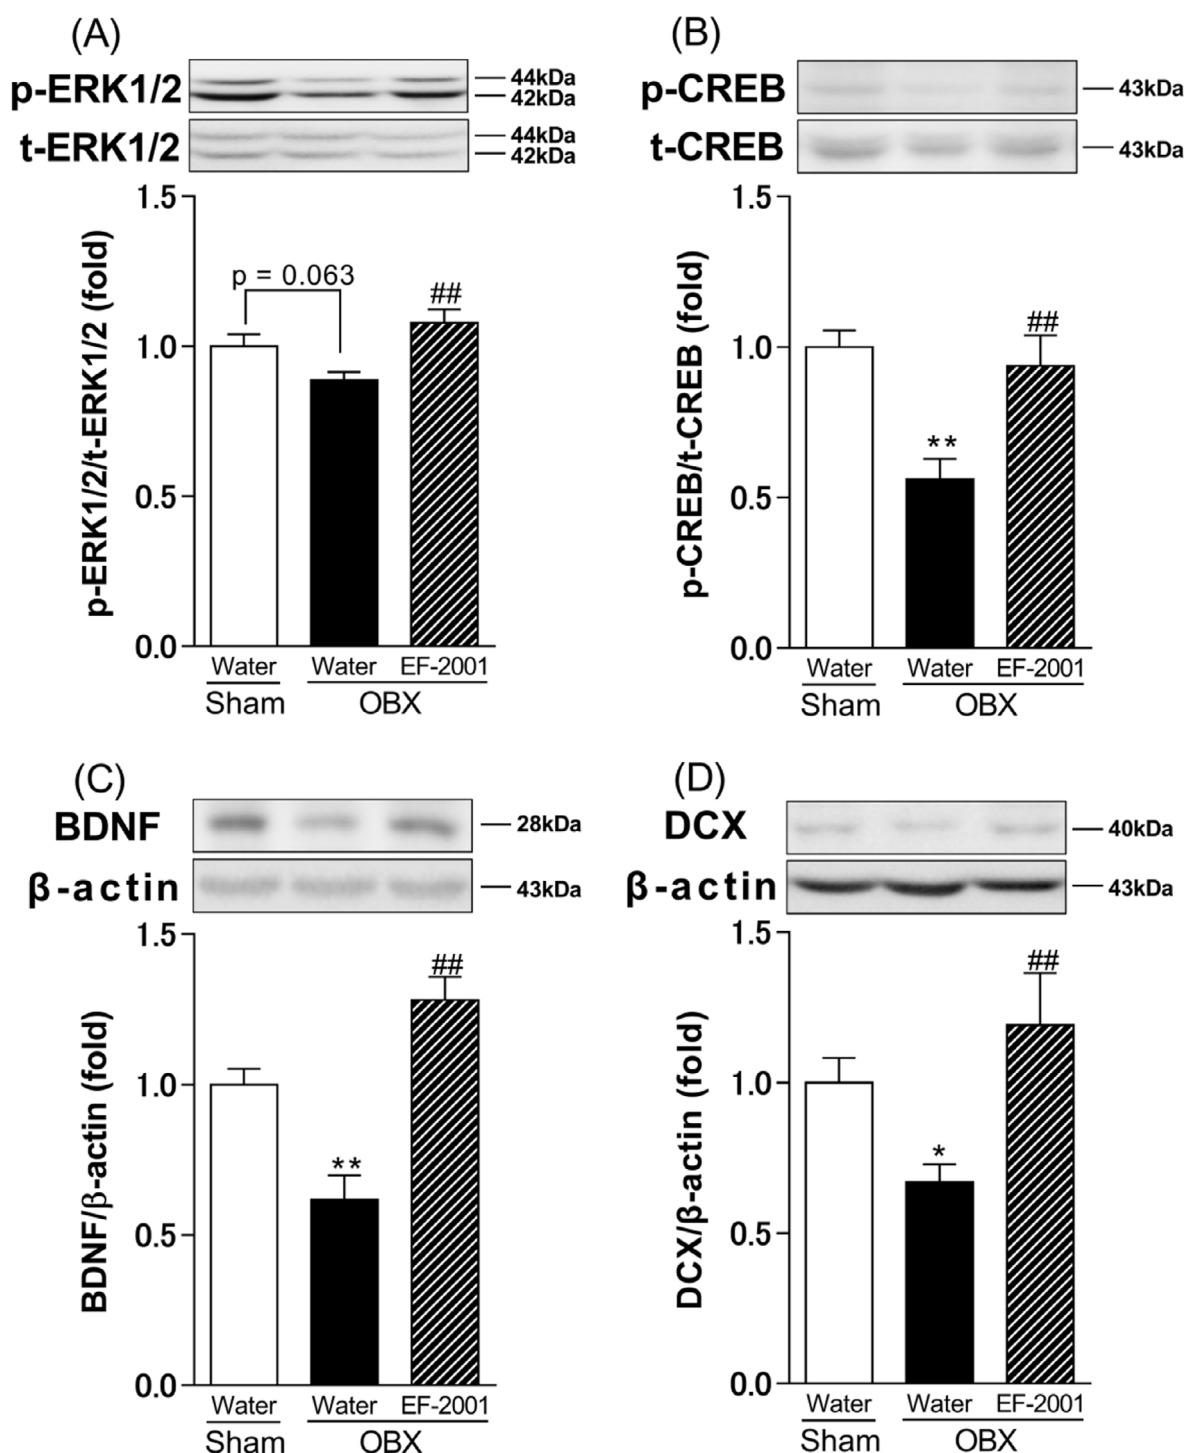 (A)
p-ERK1/2
44kDa
42kDa
t-ERK1/2
44kDa
42kDa
p-ERK1/2/t-ERK1/2 (fold)
1.5
1.0
0.5
0.0
p = 0.063
##
Water Water EF-2001
Sham OBX
(B)
p-CREB
43kDa
t-CREB
43kDa
p-CREB/t-CREB (fold)
1.5
1.0
0.5
0.0
**
##
Water Water EF-2001
Sham OBX
(C)
BDNF
28kDa
β-actin
43kDa
BDNF/β-actin (fold)
1.5
1.0
0.5
0.0
**
##
Water Water EF-2001
Sham OBX
(D)
DCX
40kDa
β-actin
43kDa
DCX/β-actin (fold)
1.5
1.0
0.5
0.0
*
##
Water Water EF-2001
Sham OBX